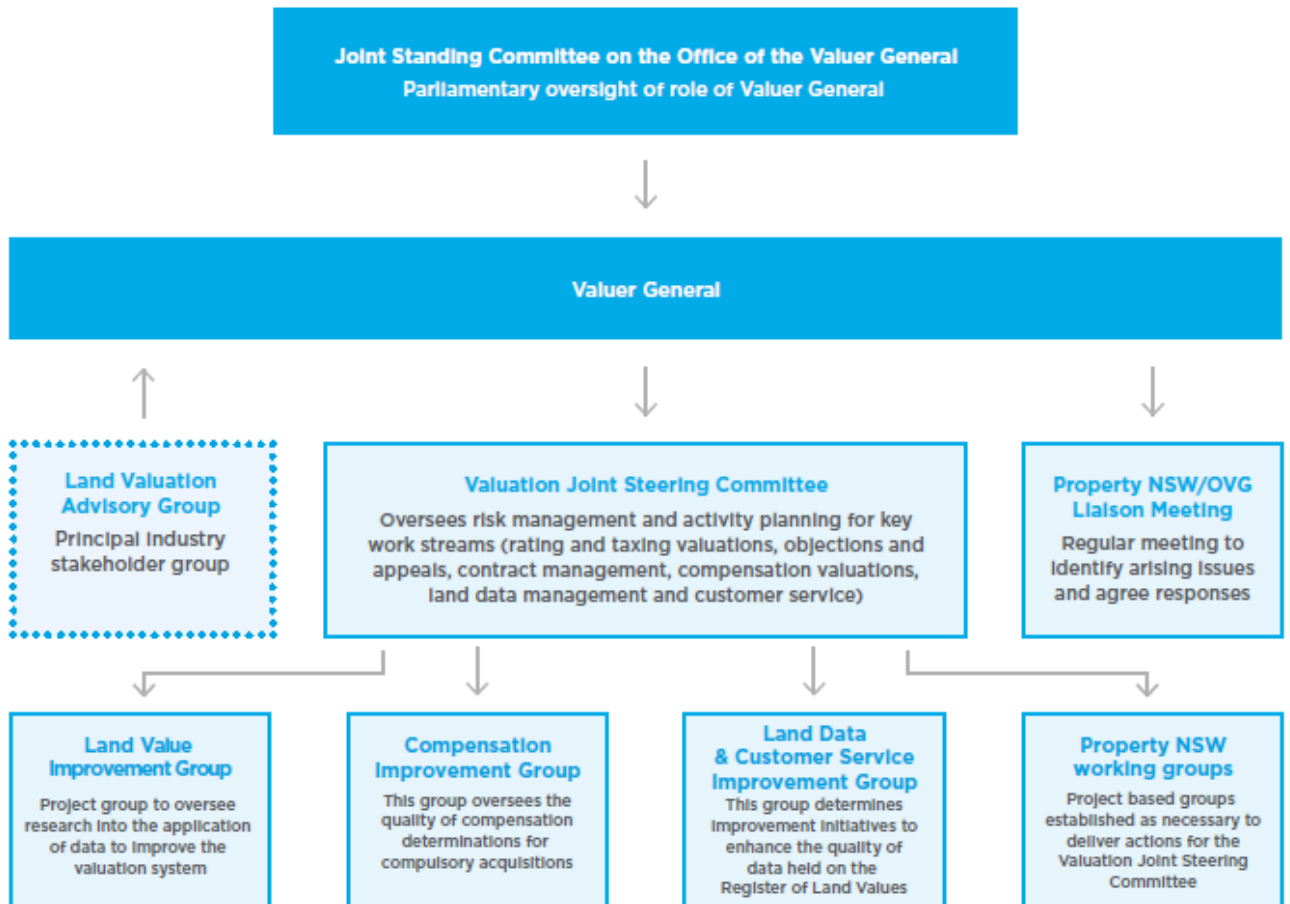 Joint Standing Committee on the Office of the Valuer General
Parliamentary oversight of role of Valuer General
Valuer General
Land Valuation
Advisory Group
Principal industry
stakeholder group
Valuation Joint Steering Committee
Oversees risk management and activity planning for key
work streams (rating and taxing valuations, objections and
appeals, contract management, compensation valuations,
land data management and customer service)
Property NSW/OVG
Liaison Meeting
Regular meeting to
identify arising issues
and agree responses
Land Value
Improvement Group
Project group to oversee
research into the application
of data to improve the
valuation system
Compensation
Improvement Group
This group oversees the
quality of compensation
determinations for
compulsory acquisitions
Land Data
& Customer Service
Improvement Group
This group determines
improvement initiatives to
enhance the quality of
data held on the
Register of Land Values
Property NSW
working groups
Project based groups
established as necessary to
deliver actions for the
Valuation Joint Steering
Committee